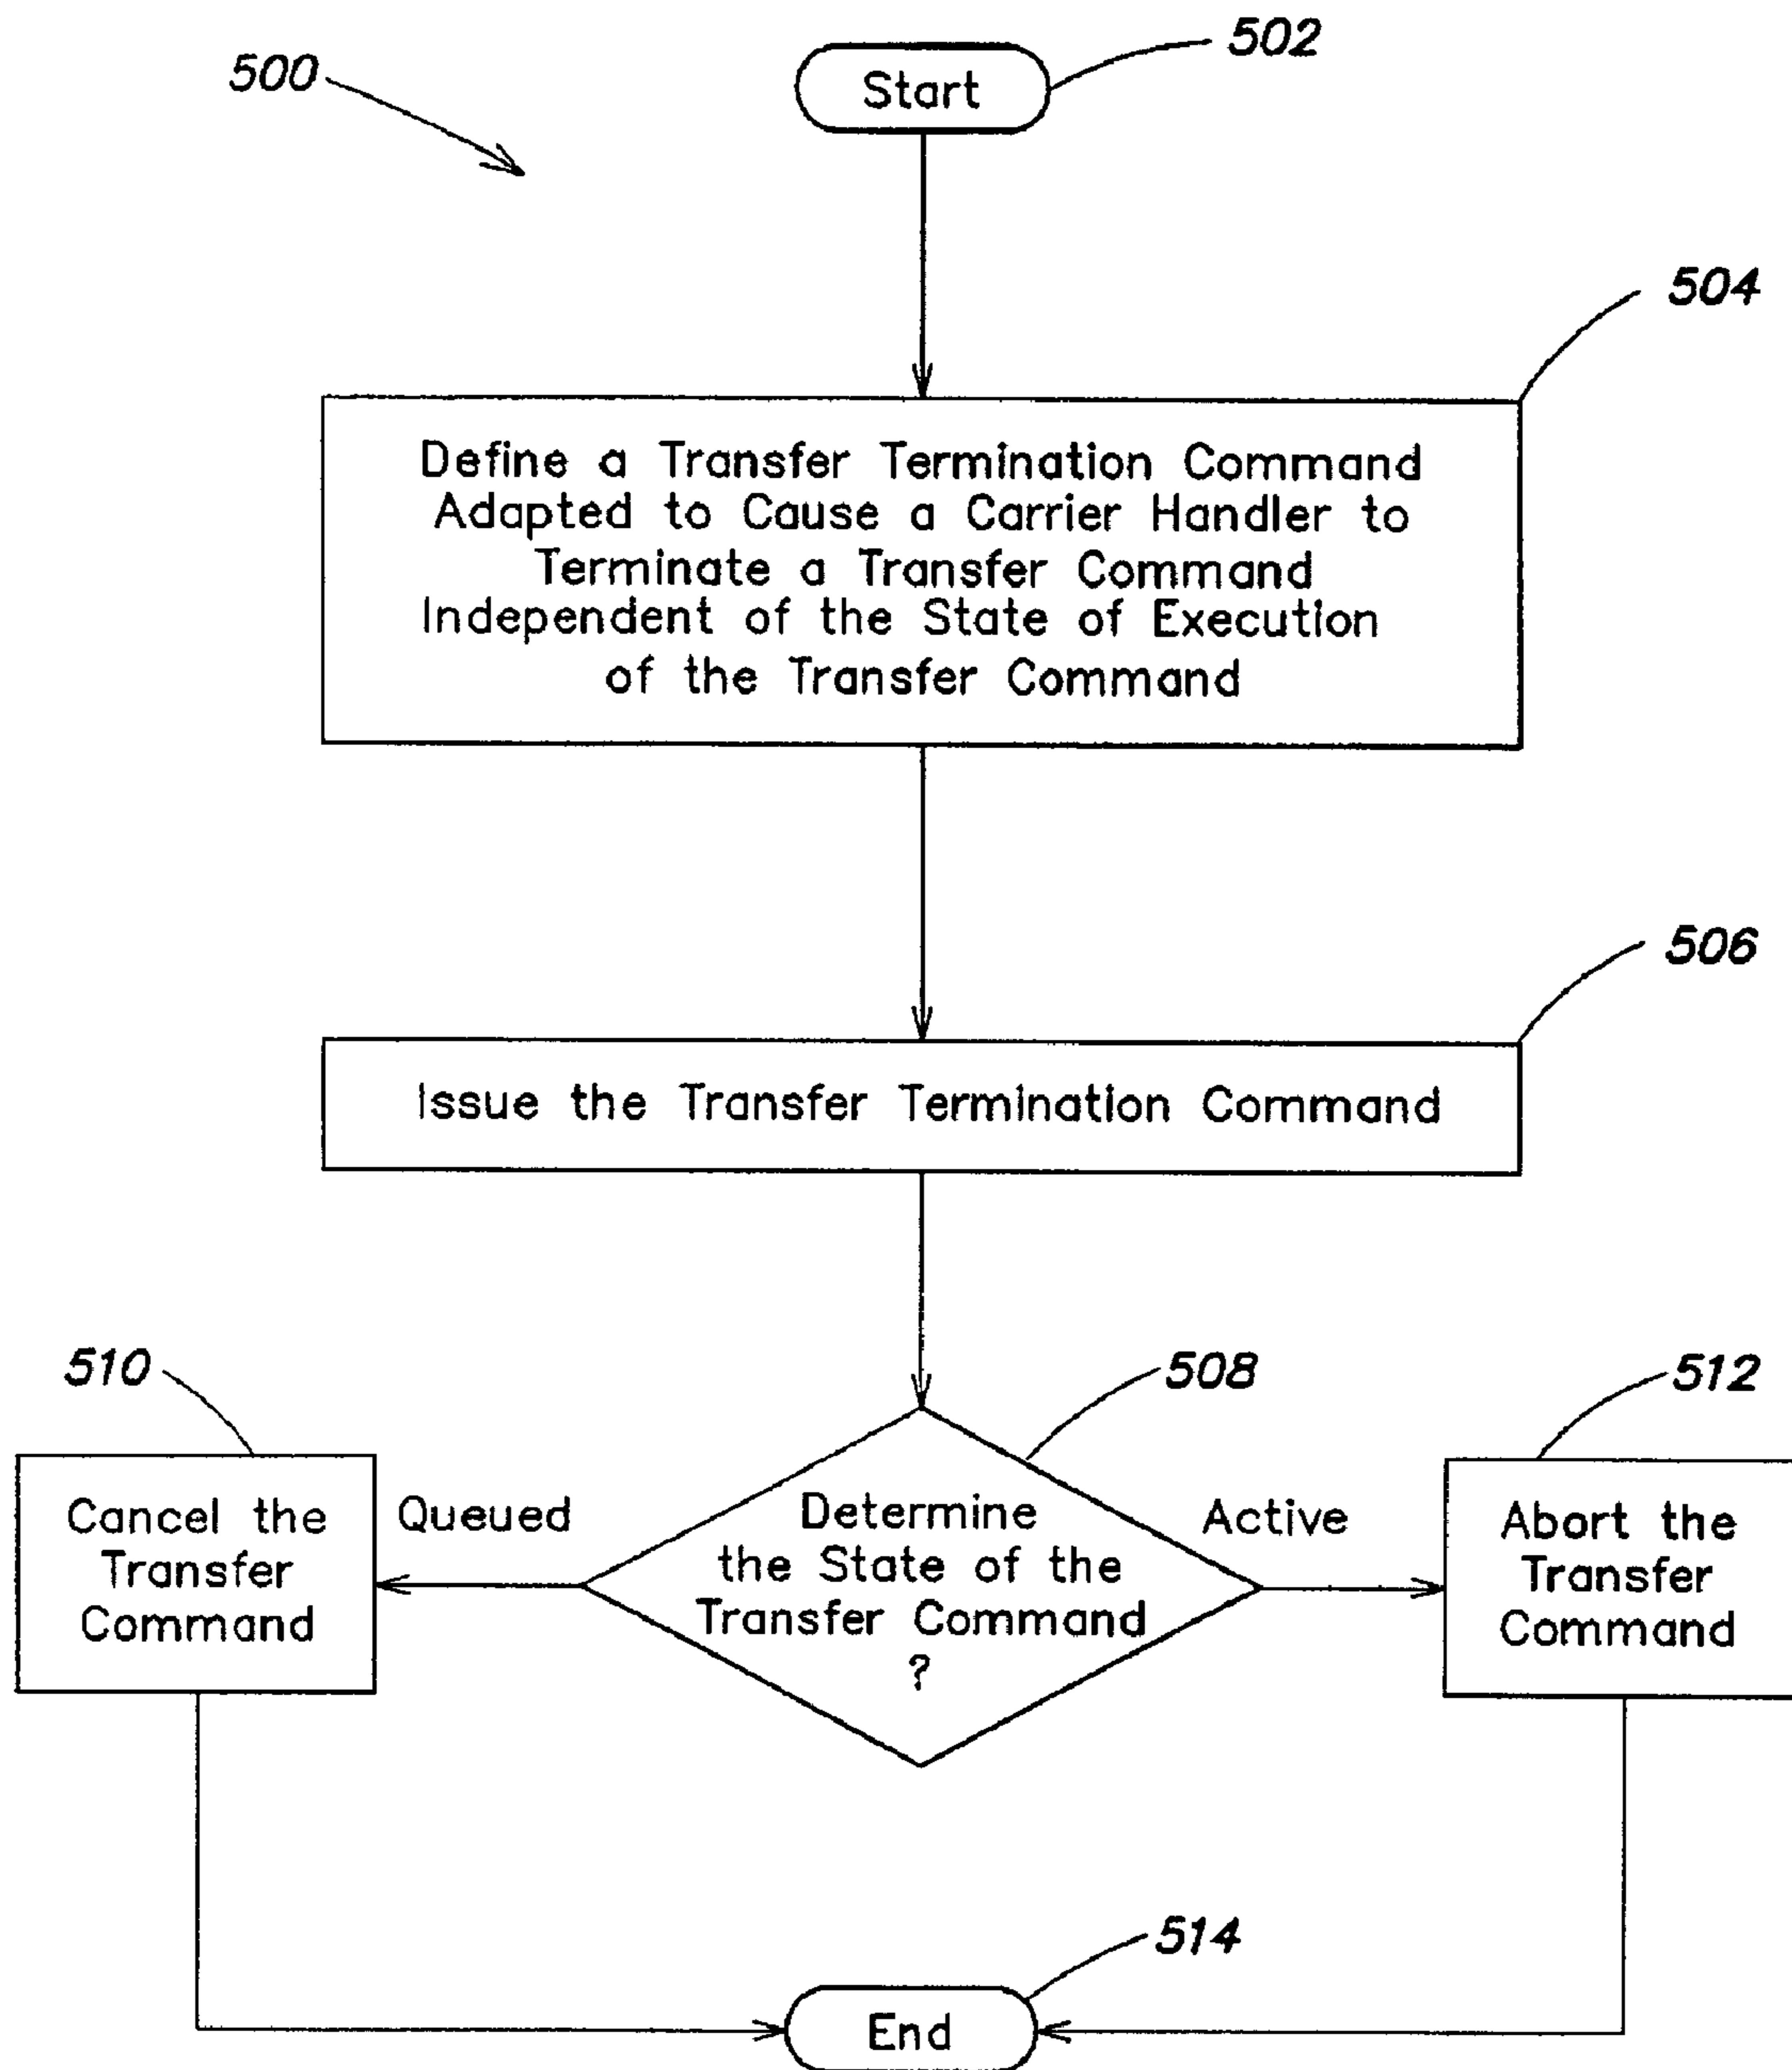 500
502
Start
504
Define a Transfer Termination Command
Adapted to Cause a Carrier Handler to
Terminate a Transfer Command
Independent of the State of Execution
of the Transfer Command
506
Issue the Transfer Termination Command
510
508
512
Cancel the
Transfer
Command
Queued
Determine
the State of the
Transfer Command
?
Active
Abort the
Transfer
Command
514
End